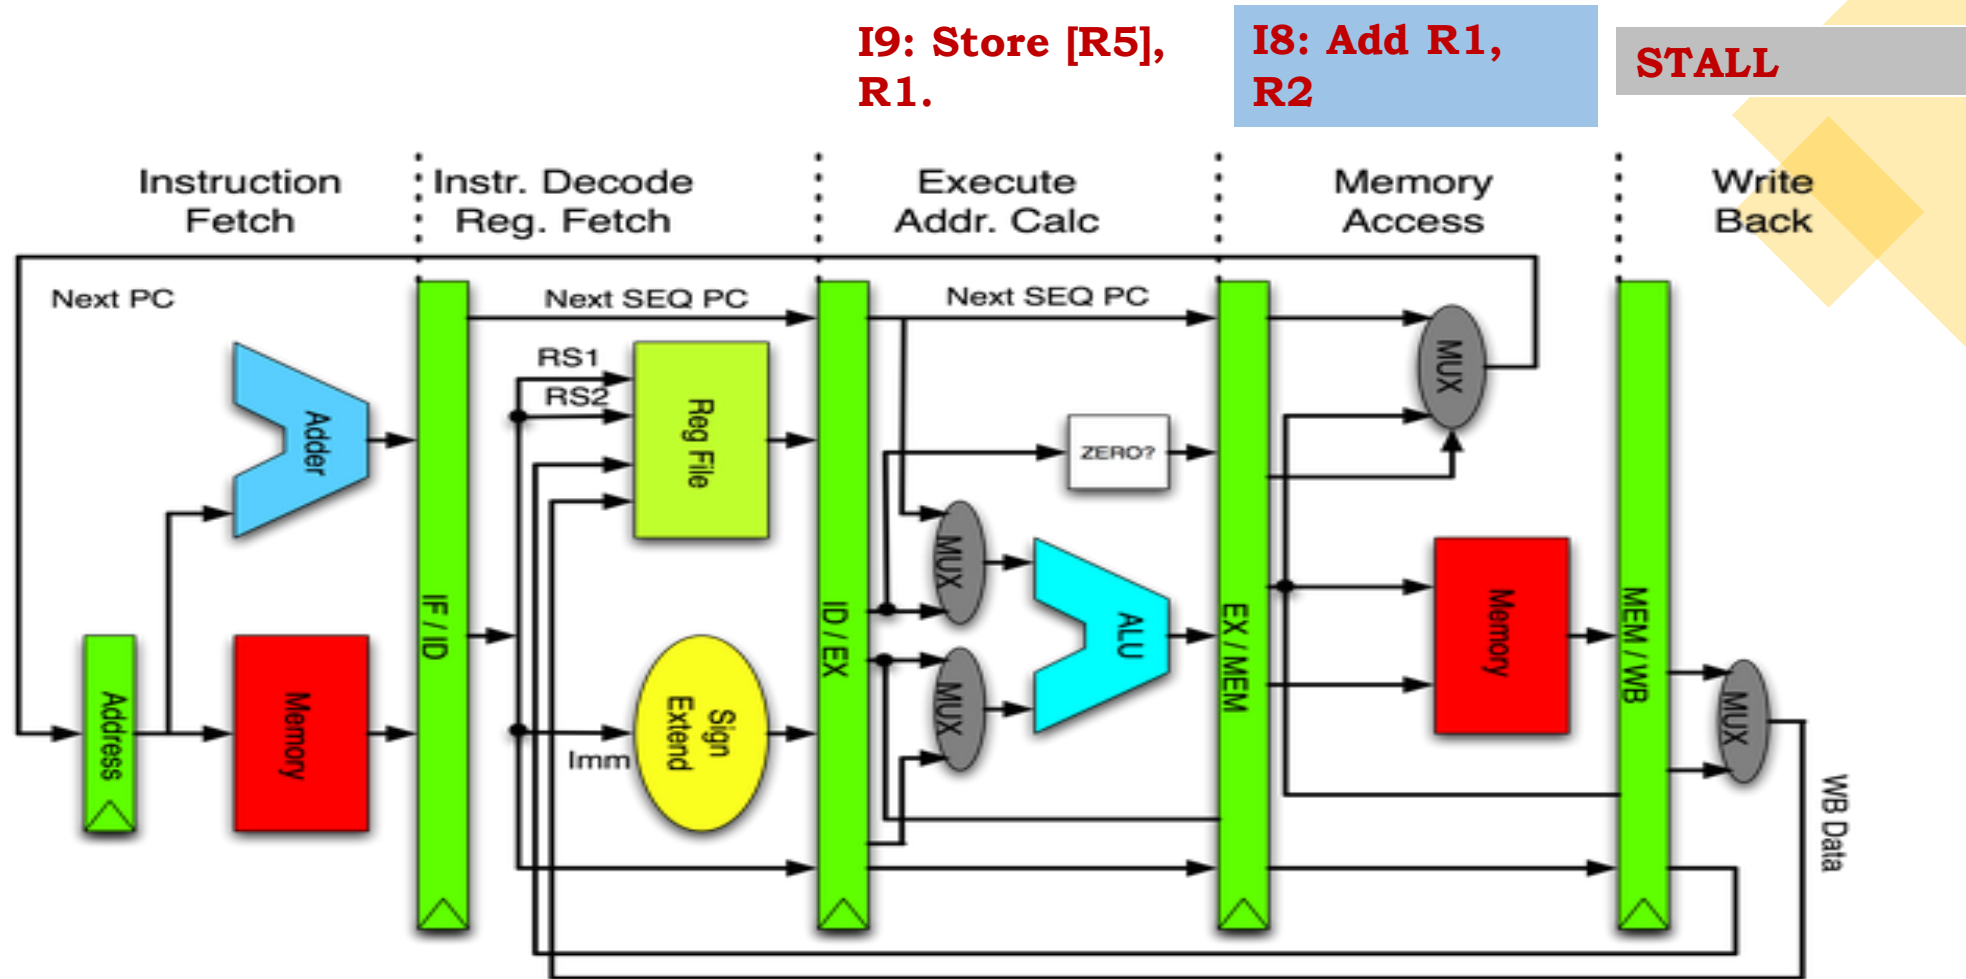 I9: Store [R5],
R1.
I8: Add R1,
R2
STALL
Instruction
Fetch
Instr. Decode
Reg. Fetch
Execute
Addr. Calc
Memory
Access
Write
Back
Next PC
Next SEQ PC
Next SEQ PC
RS1
RS2
Adder
Reg File
MUX
ZERO?
MUX
ALU
IF / ID
ID / EX
EX / MEM
MEM / WB
Memory
Address
Memory
Sign
Extend
Imm
MUX
MUX
WB Data